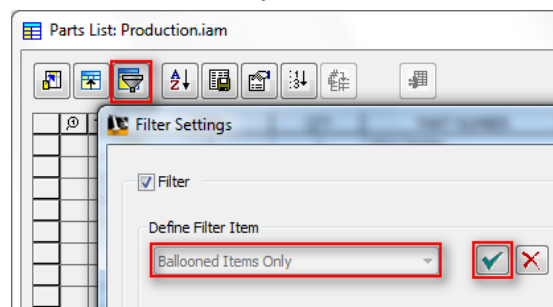 Parts List: Production.iam
Filter Settings
Filter
Define Filter Item
Ballooned Items Only